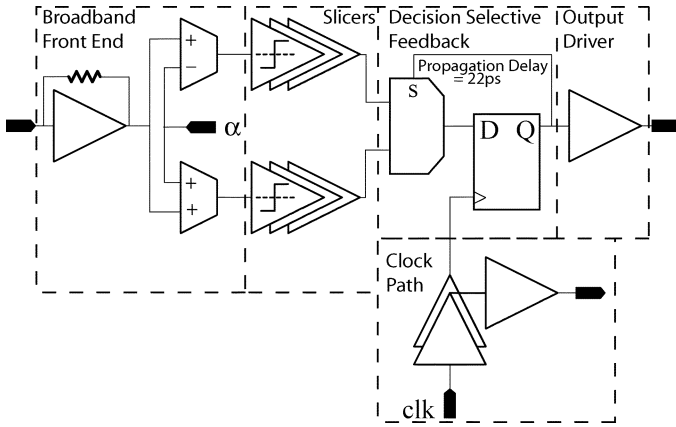 Broadband
Front End
Slicers
Decision Selective
Feedback
Output
Driver
Propagation Delay
= 22ps
+
−
S
α
D Q
+
+
Clock
Path
clk